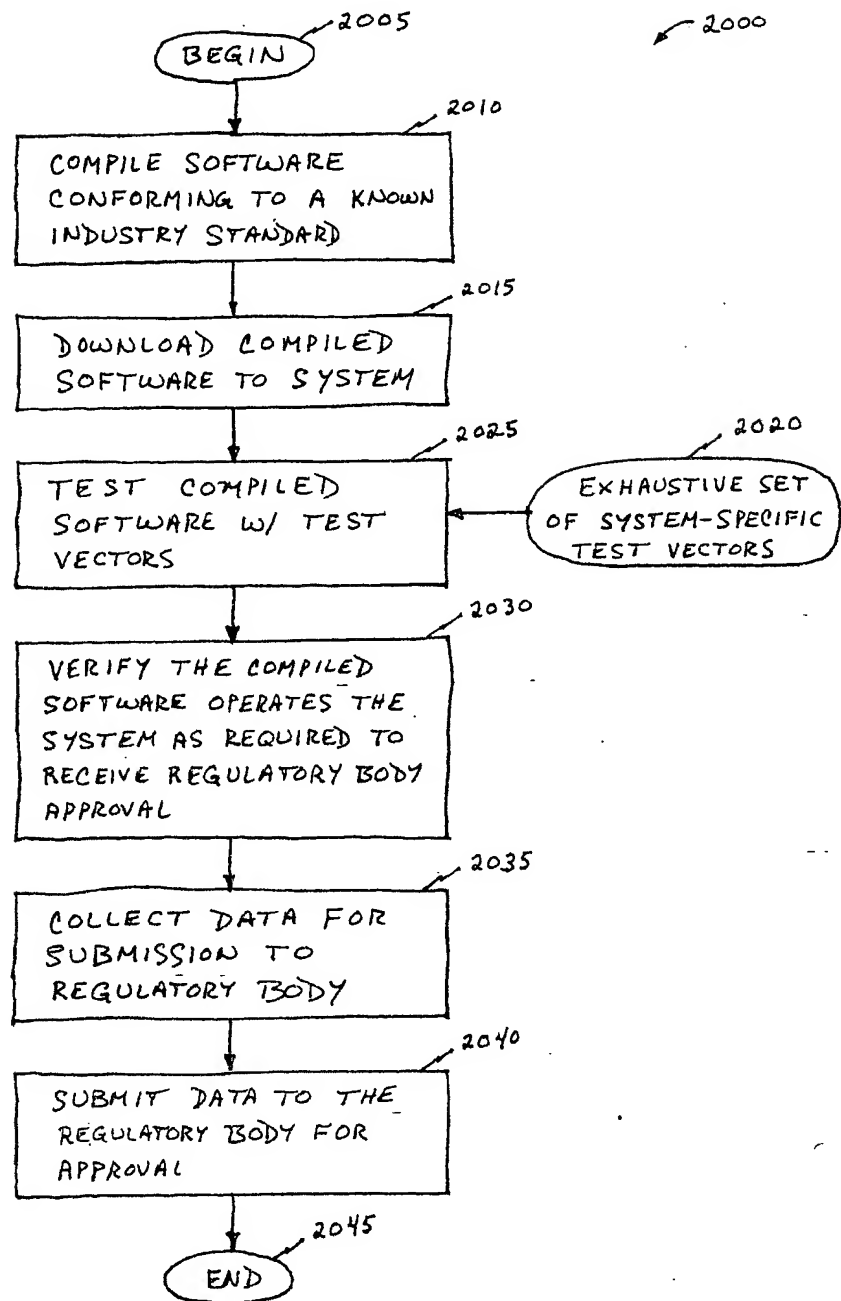 2005
BEGIN
2000
2010
COMPILE SOFTWARE
CONFORMING TO A KNOWN
INDUSTRY STANDARD
2015
DOWNLOAD COMPILED
SOFTWARE TO SYSTEM
2025
TEST COMPILED
SOFTWARE W/ TEST
VECTORS
2020
EXHAUSTIVE SET
OF SYSTEM-SPECIFIC
TEST VECTORS
2030
VERIFY THE COMPILED
SOFTWARE OPERATES THE
SYSTEM AS REQUIRED TO
RECEIVE REGULATORY BODY
APPROVAL
2035
COLLECT DATA FOR
SUBMISSION TO
REGULATORY BODY
2040
SUBMIT DATA TO THE
REGULATORY BODY FOR
APPROVAL
2045
END